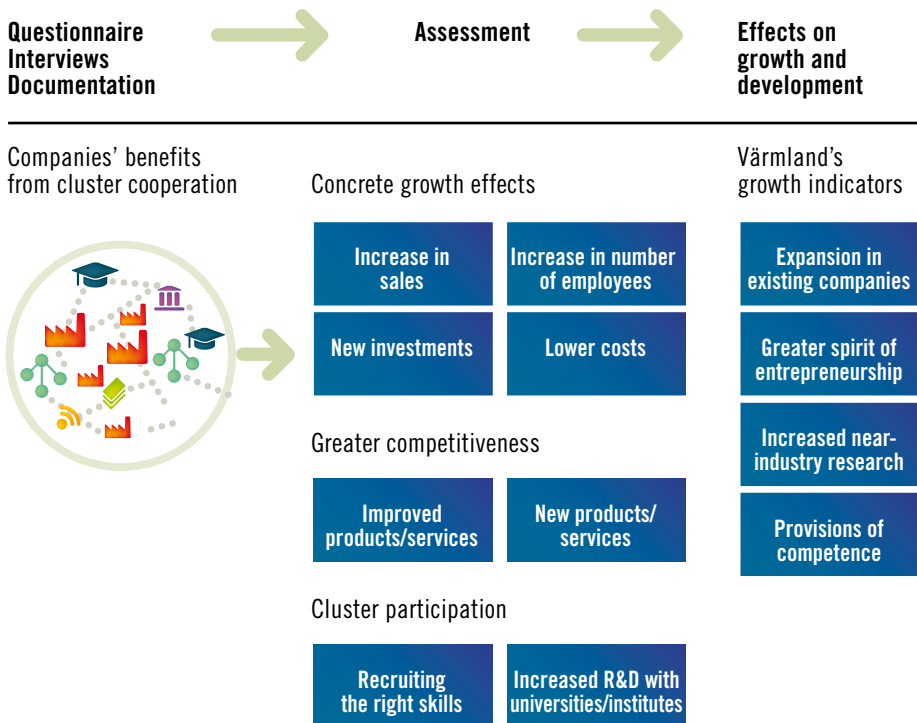 Questionnaire
Interviews
Documentation
Assessment
Effects on
growth and
development
Companies’ benefits
from cluster cooperation
Concrete growth effects
Increase in
sales
Increase in number
of employees
New investments
Lower costs
Greater competitiveness
Improved
products/services
New products/
services
Cluster participation
Recruiting
the right skills
Increased R&D with
universities/institutes
Värmland’s
growth indicators
Expansion in
existing companies
Greater spirit of
entrepreneurship
Increased near-
industry research
Provisions of
competence